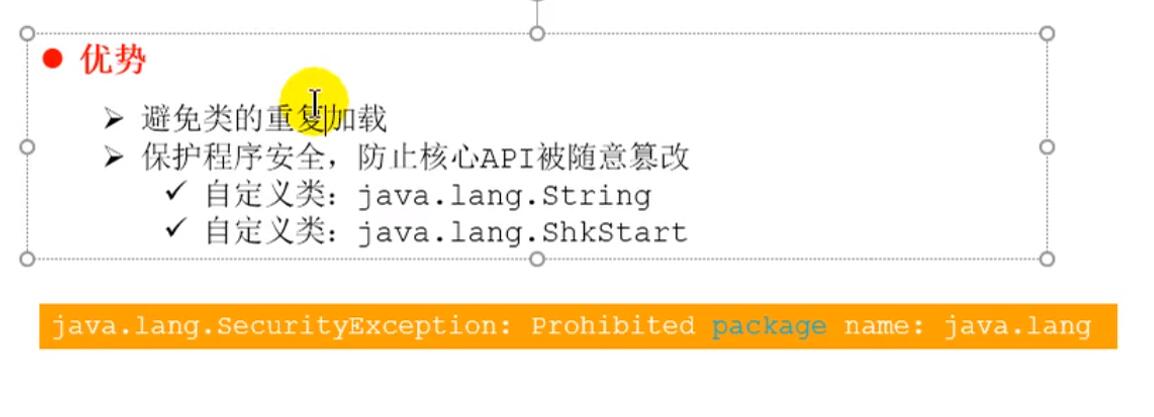 优势
避免类的重复加载
保护程序安全，防止核心API被随意篡改
自定义类：java.lang.String
自定义类：java.lang.ShkStart
java.lang.SecurityException: Prohibited package name: java.lang